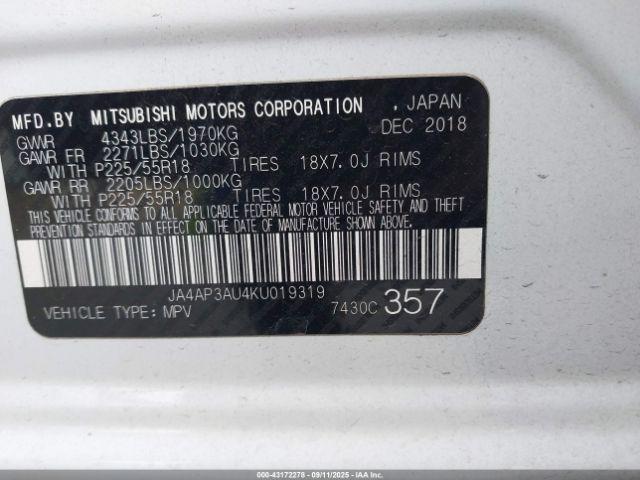 MFD.BY MITSUBISHI MOTORS CORPORATION , JAPAN
GVWR 4343LBS/1970KG DEC 2018
GAWR FR 2271LBS/1030KG
WITH P225/55R18 TIRES 18X7.0J RIMS
GAWR RR 2205LBS/1000KG
WITH P225/55R18 TIRES 18X7.0J RIMS
THIS VEHICLE CONFORMS TO ALL APPLICABLE FEDERAL MOTOR VEHICLE SAFETY AND THEFT
PREVENTION STANDARDS IN EFFECT ON THE DATE OF MANUFACTURE SHOWN ABOVE.
JA4AP3AU4KU019319
VEHICLE TYPE: MPV 7430C 357
000-43172278 - 09/11/2025 - IAAI.COM